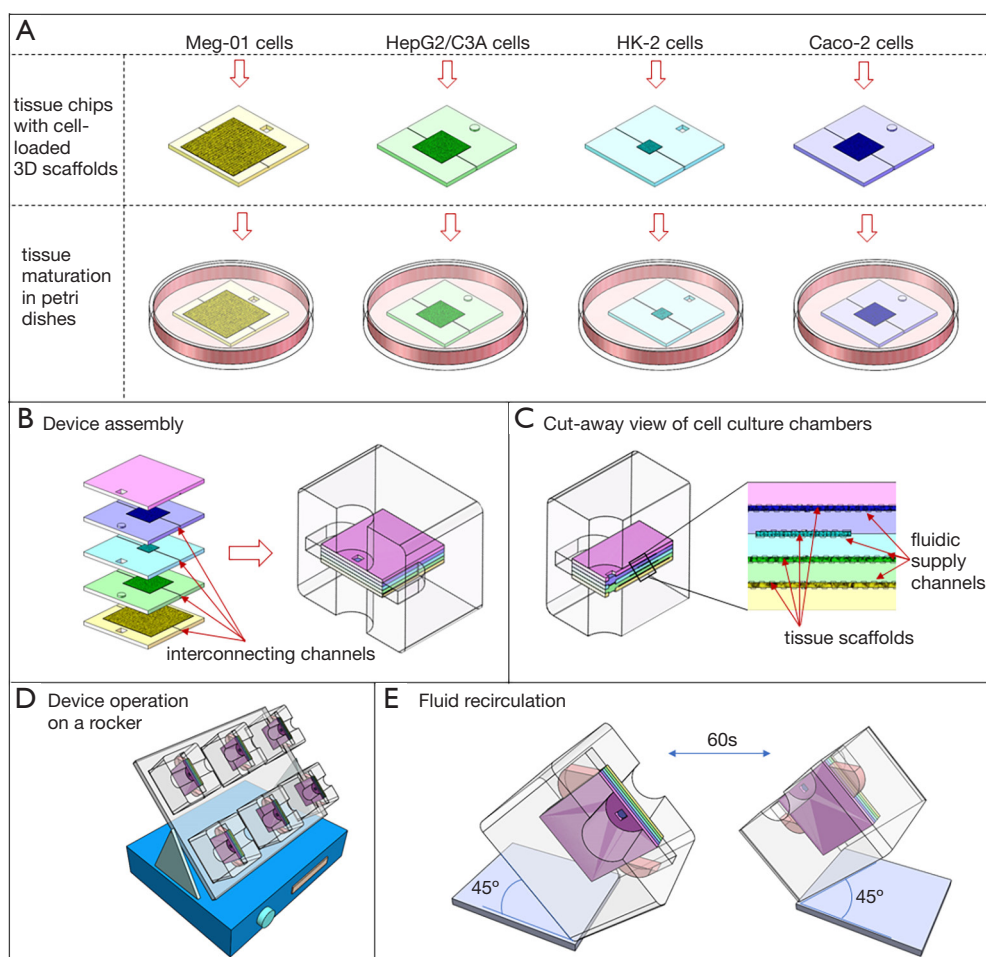 A
Meg-01 cells
HepG2/C3A cells
HK-2 cells
Caco-2 cells
tissue chips
with cell-
loaded
3D scaffolds
tissue
maturation
in petri
dishes
B Device assembly
interconnecting channels
C Cut-away view of cell culture chambers
fluidic
supply
channels
tissue scaffolds
D Device operation
on a rocker
E Fluid recirculation
60s
45º
45º